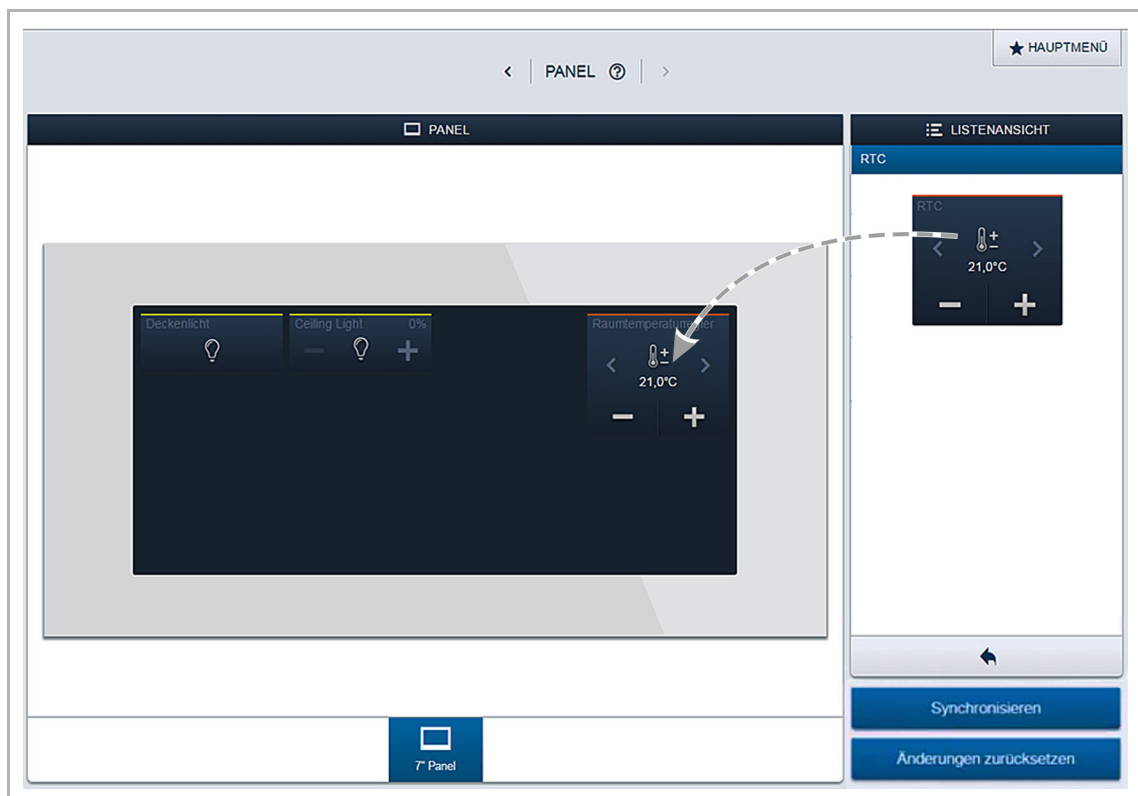 HAUPTMENÜ
PANEL
PANEL
LISTENANSICHT
RTC
RTC
21,0°C
Deckenlicht
Ceiling Light 0%
Raumtemperaturregler
21,0°C
Synchronisieren
Änderungen zurücksetzen
7" Panel